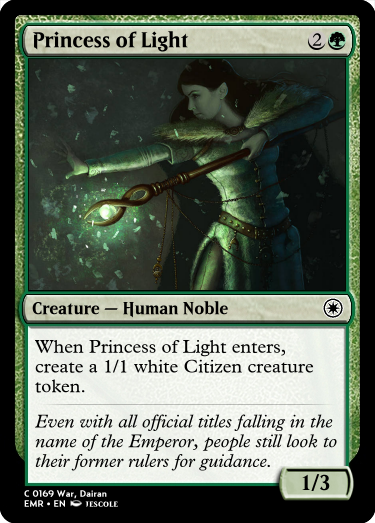 Princess of Light 2
Creature — Human Noble
When Princess of Light enters,
create a 1/1 white Citizen creature
token.
Even with all official titles falling in the
name of the Emperor, people still look to
their former rulers for guidance.
1/3
C 0169 War, Dairan
EMR • EN JESCOLE